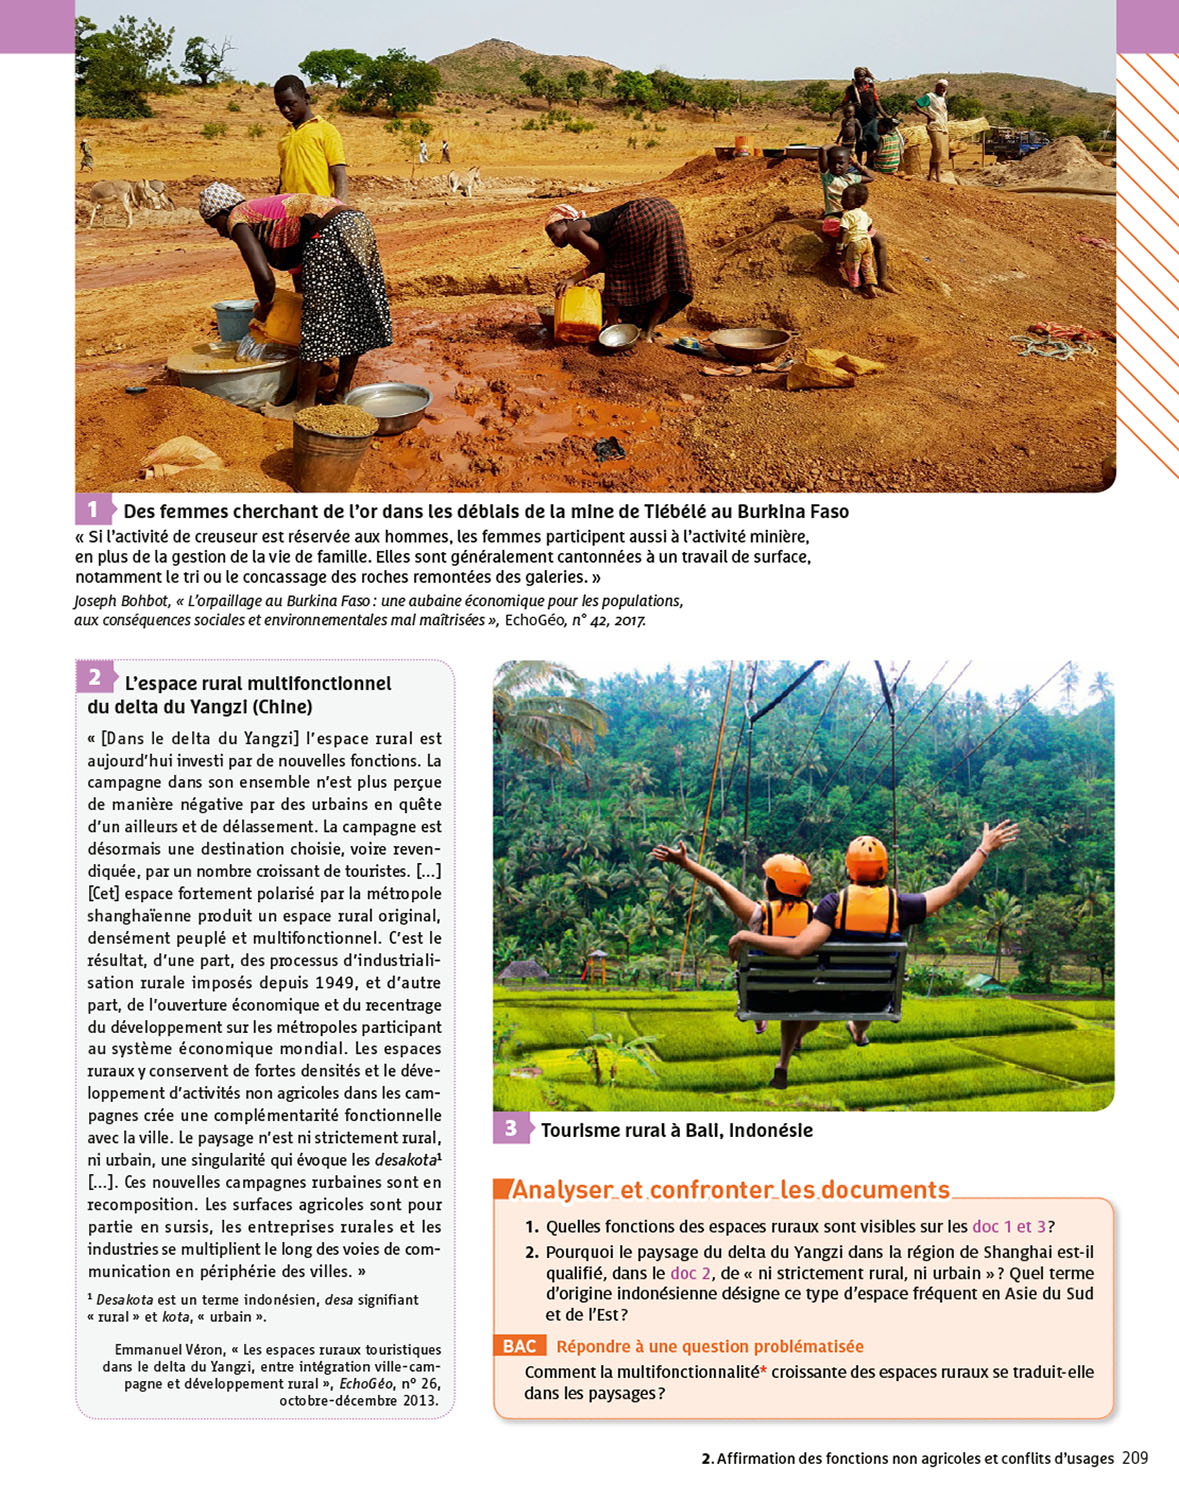 1 Des femmes cherchant de l'or dans les déblais de la mine de Tiébélé au Burkina Faso
« Si l'activité de creuseur est réservée aux hommes, les femmes participent aussi à l'activité minière,
en plus de la gestion de la vie de famille. Elles sont généralement cantonnées à un travail de surface,
notamment le tri ou le concassage des roches remontées des galeries. »
Joseph Bohbot, « L'orpaillage au Burkina Faso : une aubaine économique pour les populations,
aux conséquences sociales et environnementales mal maîtrisées », EchoGéo, n° 42, 2017.
2 L'espace rural multifonctionnel
du delta du Yangzi (Chine)
« [Dans le delta du Yangzi] l'espace rural est
aujourd'hui investi par de nouvelles fonctions. La
campagne dans son ensemble n'est plus perçue
de manière négative par des urbains en quête
d'un ailleurs et de délassement. La campagne est
désormais une destination choisie, voire reven-
diquée, par un nombre croissant de touristes. [...]
[Cet] espace fortement polarisé par la métropole
shanghaïenne produit un espace rural original,
densément peuplé et multifonctionnel. C'est le
résultat, d'une part, des processus d'industriali-
sation rurale imposés depuis 1949, et d'autre
part, de l'ouverture économique et du recentrage
du développement sur les métropoles participant
au système économique mondial. Les espaces
ruraux y conservent de fortes densités et le déve-
loppement d'activités non agricoles dans les cam-
pagnes crée une complémentarité fonctionnelle
avec la ville. Le paysage n'est ni strictement rural,
ni urbain, une singularité qui évoque les desakota¹
[...]. Ces nouvelles campagnes rurbaines sont en
recomposition. Les surfaces agricoles sont pour
partie en sursis, les entreprises rurales et les
industries se multiplient le long des voies de com-
munication en périphérie des villes. »
¹ Desakota est un terme indonésien, desa signifiant
« rural » et kota, « urbain ».
Emmanuel Véron, « Les espaces ruraux touristiques
dans le delta du Yangzi, entre intégration ville-cam-
pagne et développement rural », EchoGéo, n° 26,
octobre-décembre 2013.
3 Tourisme rural à Bali, Indonésie
Analyser et confronter les documents
1. Quelles fonctions des espaces ruraux sont visibles sur les doc 1 et 3 ?
2. Pourquoi le paysage du delta du Yangzi dans la région de Shanghai est-il
qualifié, dans le doc 2, de « ni strictement rural, ni urbain » ? Quel terme
d'origine indonésienne désigne ce type d'espace fréquent en Asie du Sud
et de l'Est ?
BAC Répondre à une question problématisée
Comment la multifonctionnalité* croissante des espaces ruraux se traduit-elle
dans les paysages ?
2. Affirmation des fonctions non agricoles et conflits d'usages 209